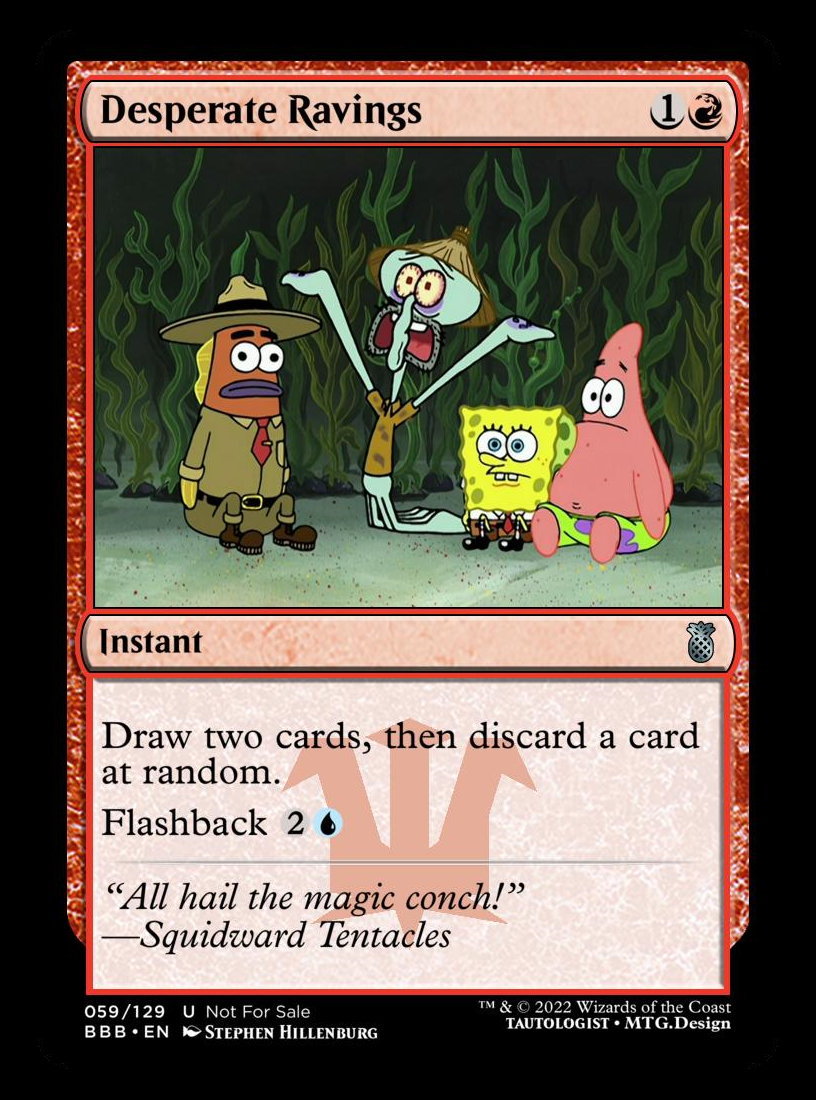 Desperate Ravings 1
Instant
Draw two cards, then discard a card
at random.
Flashback 2
“All hail the magic conch!”
—Squidward Tentacles
059/129 U Not For Sale
BBB • EN STEPHEN HILLENBURG
™ & © 2022 Wizards of the Coast
TAUTOLOGIST • MTG.Design